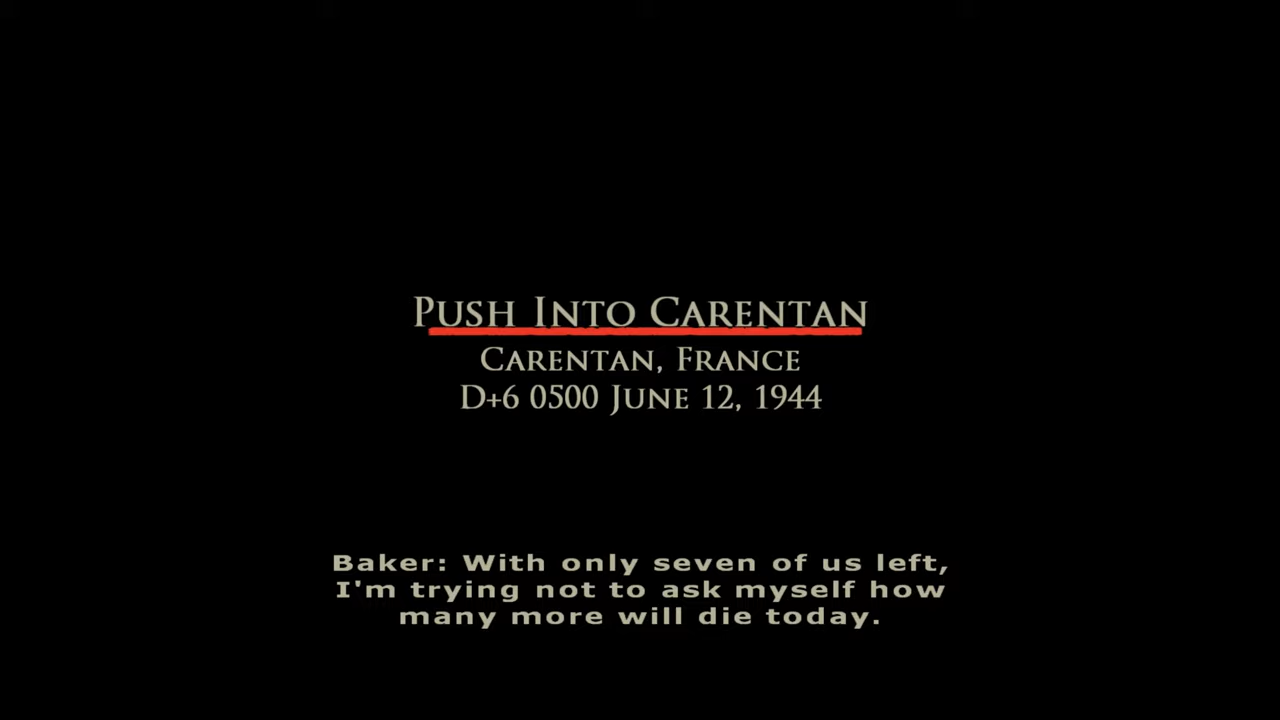 Push Into Carentan
Carentan, France
D+6 0500 June 12, 1944
Baker: With only seven of us left,
I'm trying not to ask myself how
many more will die today.